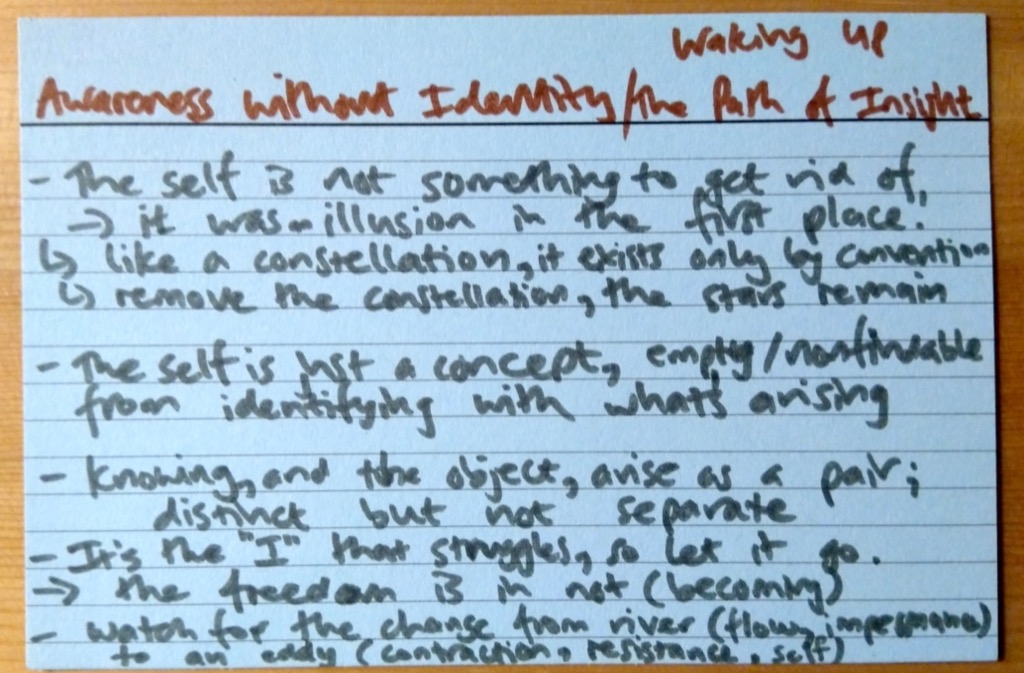 Waking Up
Awareness without Identity/the Path of Insight
- The self is not something to get rid of,
→ it was an illusion in the first place.
↳ like a constellation, it exists only by convention
↳ remove the constellation, the stars remain
- The self is just a concept, empty/nonfindable
from identifying with what's arising
- Knowing, and the object, arise as a pair;
distinct but not separate
- It's the "I" that struggles, so let it go.
→ the freedom is in not (becoming)
- watch for the change from river (flow, impermanence)
to an eddy (contraction, resistance, self)